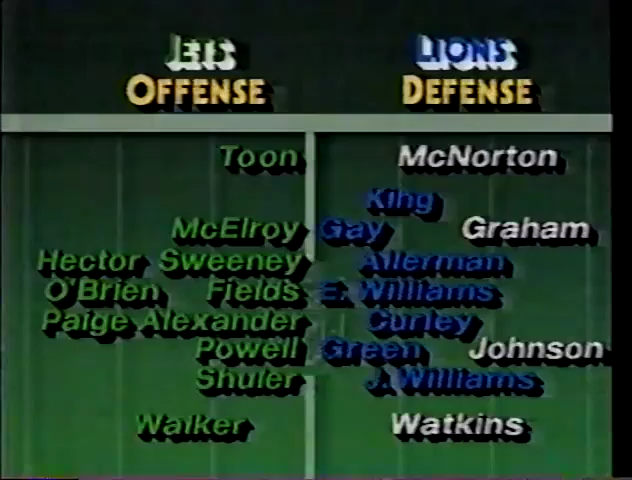 JETS LIONS
OFFENSE DEFENSE
Toon McNorton
King
McElroy Gay Graham
Hector Sweeney Allerman
O'Brien Fields E. Williams
Paige Alexander Curley
Powell Green Johnson
Shuler J. Williams
Walker Watkins